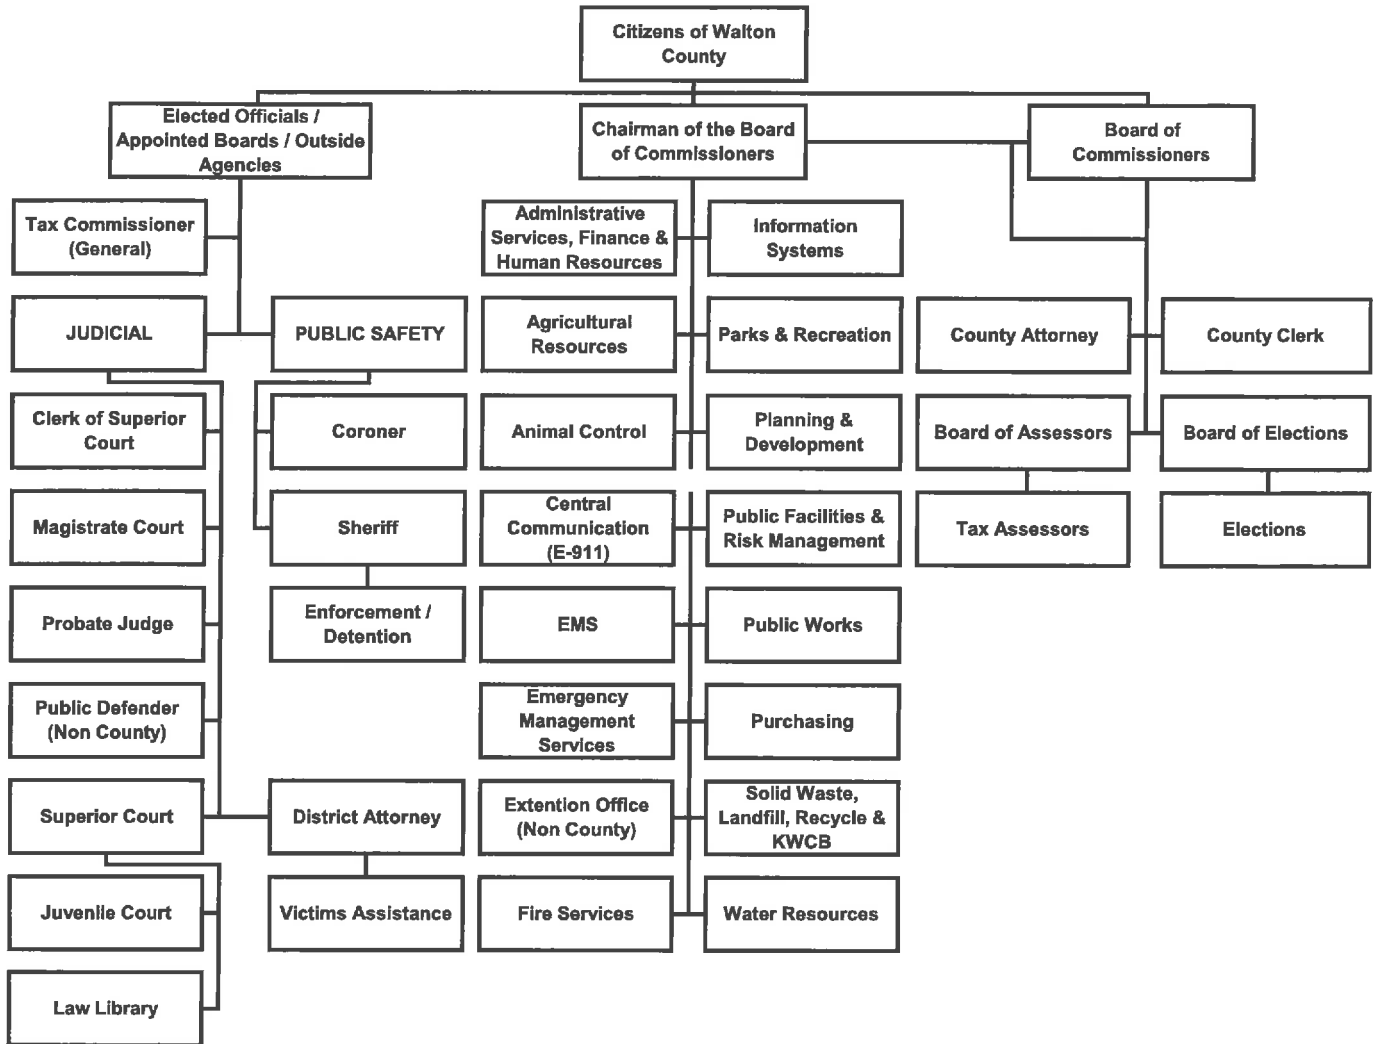 Citizens of Walton
County
Elected Officials /
Appointed Boards / Outside
Agencies
Chairman of the Board
of Commissioners
Board of
Commissioners
Tax Commissioner
(General)
Administrative
Services, Finance &
Human Resources
Information
Systems
JUDICIAL
PUBLIC SAFETY
Agricultural
Resources
Parks & Recreation
County Attorney
County Clerk
Clerk of Superior
Court
Coroner
Animal Control
Planning &
Development
Board of Assessors
Board of Elections
Magistrate Court
Sheriff
Central
Communication
(E-911)
Public Facilities &
Risk Management
Tax Assessors
Elections
Probate Judge
Enforcement /
Detention
EMS
Public Works
Public Defender
(Non County)
Emergency
Management
Services
Purchasing
Superior Court
District Attorney
Extention Office
(Non County)
Solid Waste,
Landfill, Recycle &
KWCB
Juvenile Court
Victims Assistance
Fire Services
Water Resources
Law Library